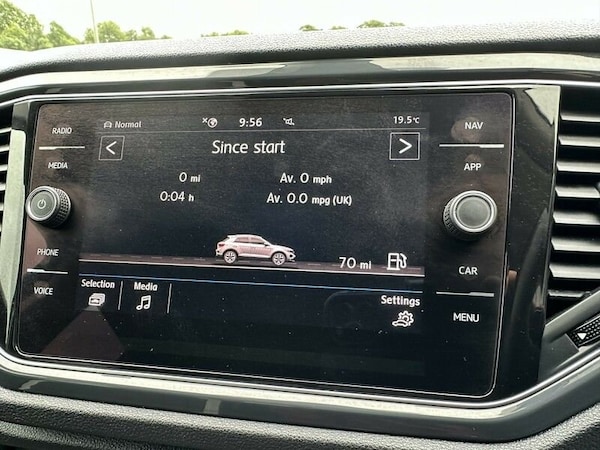 RADIO
MEDIA
PHONE
VOICE
Normal
9:56
19.5°C
< Since start >
0 mi
Av. 0 mph
0:04 h
Av. 0.0 mpg (UK)
70 mi
Selection
Media
Settings
NAV
APP
CAR
MENU